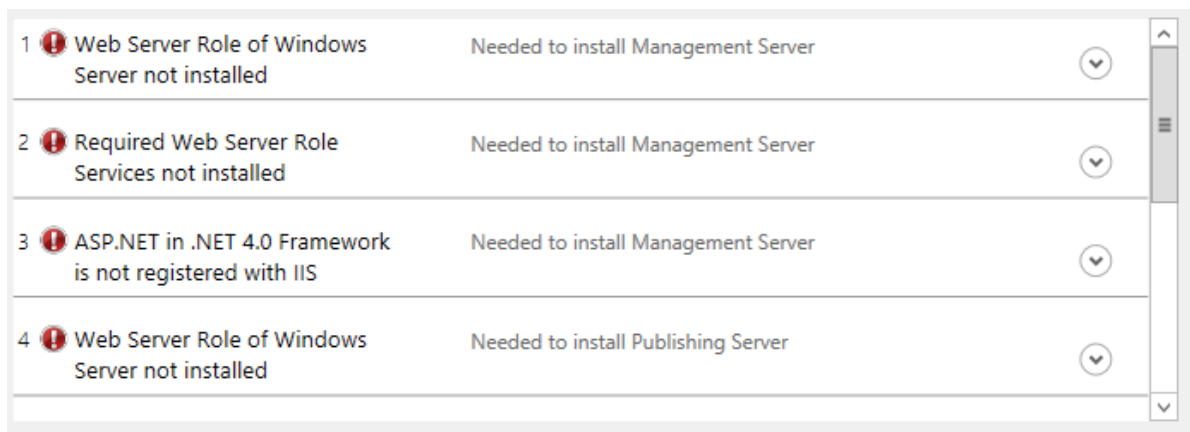 1 Web Server Role of Windows Needed to install Management Server
Server not installed
2 Required Web Server Role Needed to install Management Server
Services not installed
3 ASP.NET in .NET 4.0 Framework Needed to install Management Server
is not registered with IIS
4 Web Server Role of Windows Needed to install Publishing Server
Server not installed